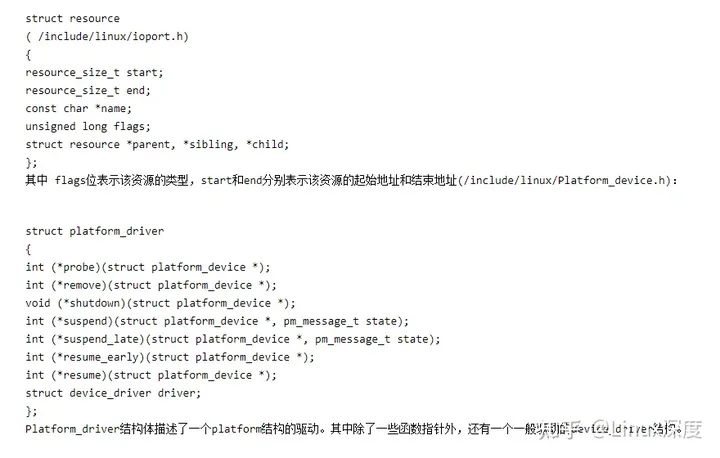 struct resource
( /include/linux/ioport.h)
{
resource_size_t start;
resource_size_t end;
const char *name;
unsigned long flags;
struct resource *parent, *sibling, *child;
};
其中 flags位表示该资源的类型，start和end分别表示该资源的起始地址和结束地址(/include/linux/Platform_device.h)：
struct platform_driver
{
int (*probe)(struct platform_device *);
int (*remove)(struct platform_device *);
void (*shutdown)(struct platform_device *);
int (*suspend)(struct platform_device *, pm_message_t state);
int (*suspend_late)(struct platform_device *, pm_message_t state);
int (*resume_early)(struct platform_device *);
int (*resume)(struct platform_device *);
struct device_driver driver;
};
Platform_driver结构体描述了一个platform结构的驱动。其中除了一些函数指针外，还有一个一般驱动的device_driver结构。
知乎 @Linux深度